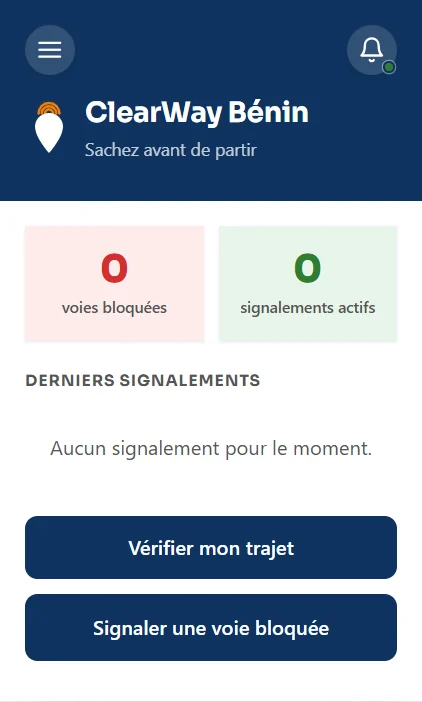 ClearWay Bénin
Sachez avant de partir
0
voies bloquées
0
signalements actifs
DERNIERS SIGNALEMENTS
Aucun signalement pour le moment.
Vérifier mon trajet
Signaler une voie bloquée